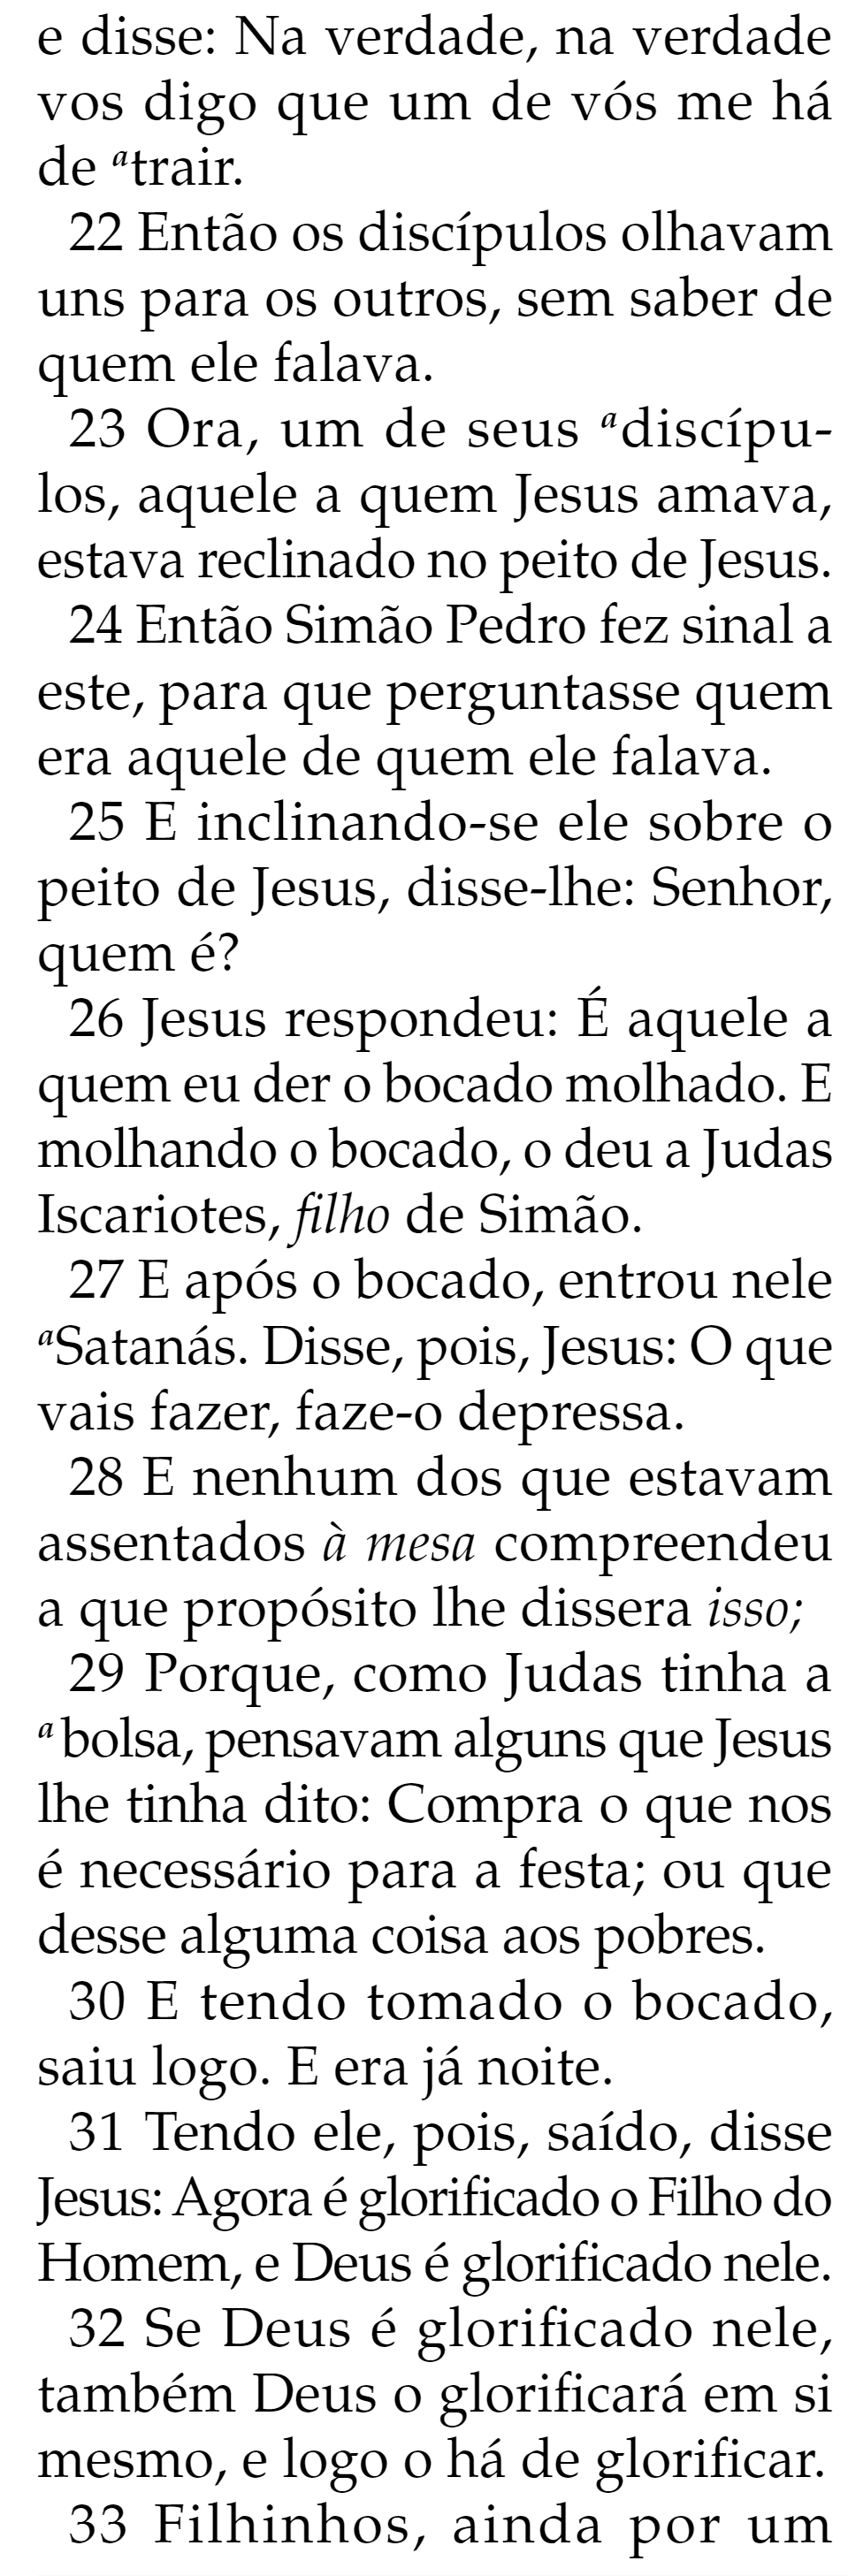 e disse: Na verdade, na verdade
vos digo que um de vós me há
de ᵃtrair.
22 Então os discípulos olhavam
uns para os outros, sem saber de
quem ele falava.
23 Ora, um de seus ᵃdiscípu-
los, aquele a quem Jesus amava,
estava reclinado no peito de Jesus.
24 Então Simão Pedro fez sinal a
este, para que perguntasse quem
era aquele de quem ele falava.
25 E inclinando-se ele sobre o
peito de Jesus, disse-lhe: Senhor,
quem é?
26 Jesus respondeu: É aquele a
quem eu der o bocado molhado. E
molhando o bocado, o deu a Judas
Iscariotes, filho de Simão.
27 E após o bocado, entrou nele
ᵃSatanás. Disse, pois, Jesus: O que
vais fazer, faze-o depressa.
28 E nenhum dos que estavam
assentados à mesa compreendeu
a que propósito lhe dissera isso;
29 Porque, como Judas tinha a
ᵃbolsa, pensavam alguns que Jesus
lhe tinha dito: Compra o que nos
é necessário para a festa; ou que
desse alguma coisa aos pobres.
30 E tendo tomado o bocado,
saiu logo. E era já noite.
31 Tendo ele, pois, saído, disse
Jesus: Agora é glorificado o Filho do
Homem, e Deus é glorificado nele.
32 Se Deus é glorificado nele,
também Deus o glorificará em si
mesmo, e logo o há de glorificar.
33 Filhinhos, ainda por um